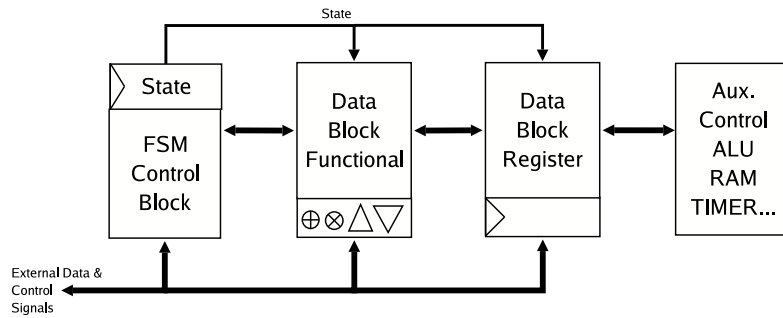 State
State
FSM
Control
Block
Data
Block
Functional
Data
Block
Register
Aux.
Control
ALU
RAM
TIMER...
External Data &
Control
Signals